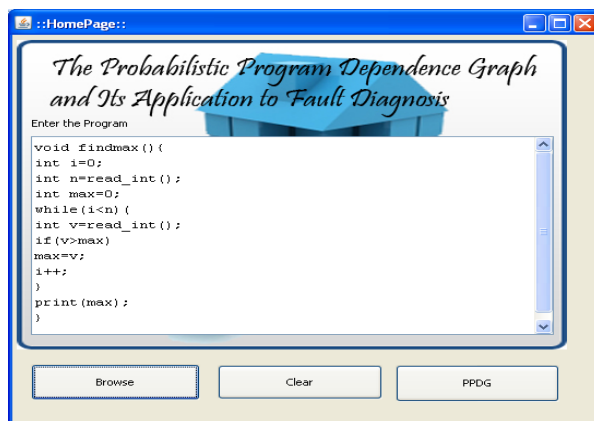 ::HomePage::
The Probabilistic Program Dependence Graph
and Its Application to Fault Diagnosis
Enter the Program
void findmax(){
int i=0;
int n=read_int();
int max=0;
while(i<n){
int v=read_int();
if(v>max)
max=v;
i++;
}
print(max);
}
Browse Clear PPDG